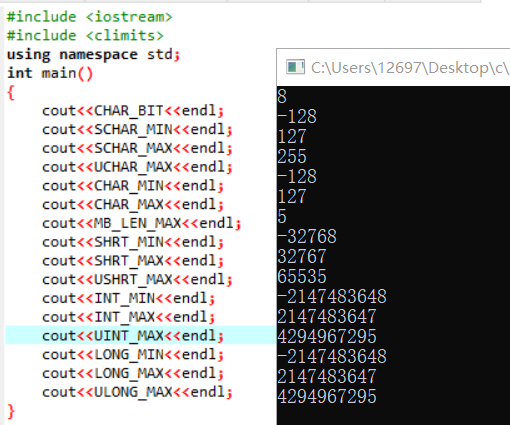 #include <iostream>
#include <climits>
using namespace std;
int main()
{
cout<<CHAR_BIT<<endl;
cout<<SCHAR_MIN<<endl;
cout<<SCHAR_MAX<<endl;
cout<<UCHAR_MAX<<endl;
cout<<CHAR_MIN<<endl;
cout<<CHAR_MAX<<endl;
cout<<MB_LEN_MAX<<endl;
cout<<SHRT_MIN<<endl;
cout<<SHRT_MAX<<endl;
cout<<USHRT_MAX<<endl;
cout<<INT_MIN<<endl;
cout<<INT_MAX<<endl;
cout<<UINT_MAX<<endl;
cout<<LONG_MIN<<endl;
cout<<LONG_MAX<<endl;
cout<<ULONG_MAX<<endl;
}
C:\Users\12697\Desktop\c\
8
-128
127
255
-128
127
5
-32768
32767
65535
-2147483648
2147483647
4294967295
-2147483648
2147483647
4294967295